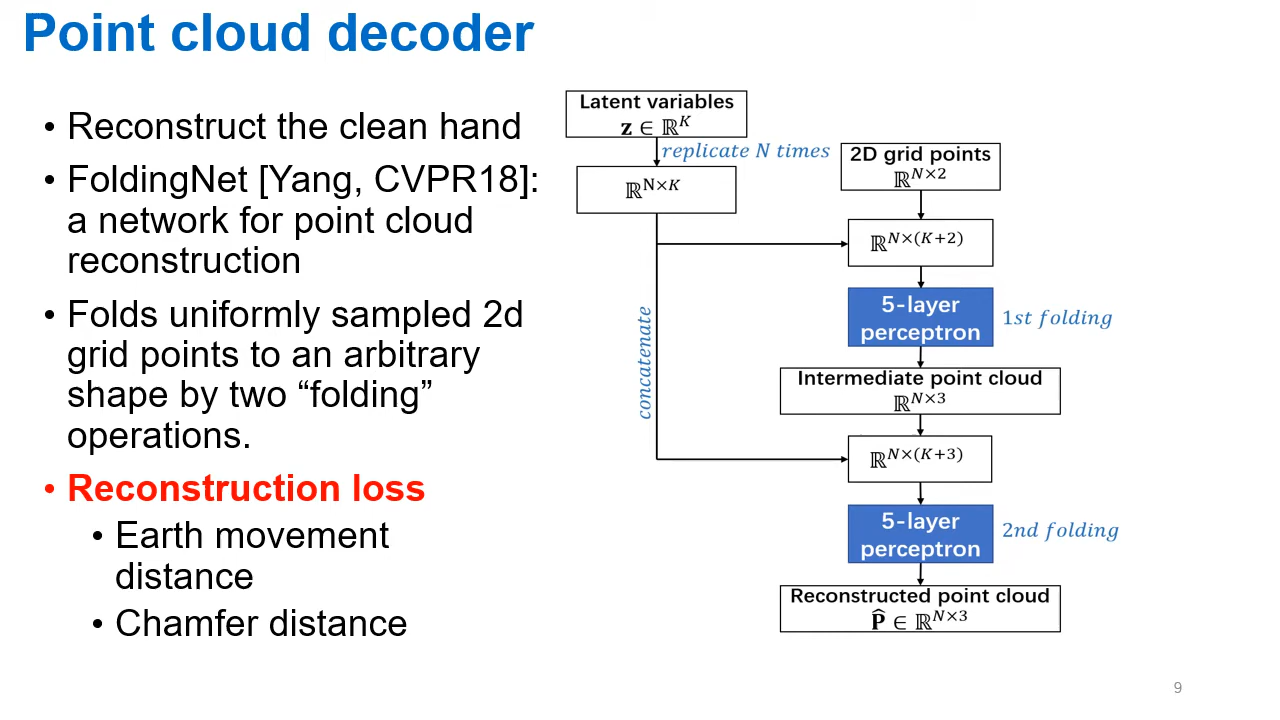 Point cloud decoder
• Reconstruct the clean hand
• FoldingNet [Yang, CVPR18]:
a network for point cloud
reconstruction
• Folds uniformly sampled 2d
grid points to an arbitrary
shape by two “folding”
operations.
• Reconstruction loss
• Earth movement
distance
• Chamfer distance
Latent variables
𝐳 ∈ ℝ^K
replicate N times
ℝ^{N×K}
concatenate
2D grid points
ℝ^{N×2}
ℝ^{N×(K+2)}
5-layer
perceptron
1st folding
Intermediate point cloud
ℝ^{N×3}
ℝ^{N×(K+3)}
5-layer
perceptron
2nd folding
Reconstructed point cloud
P̂ ∈ ℝ^{N×3}
9